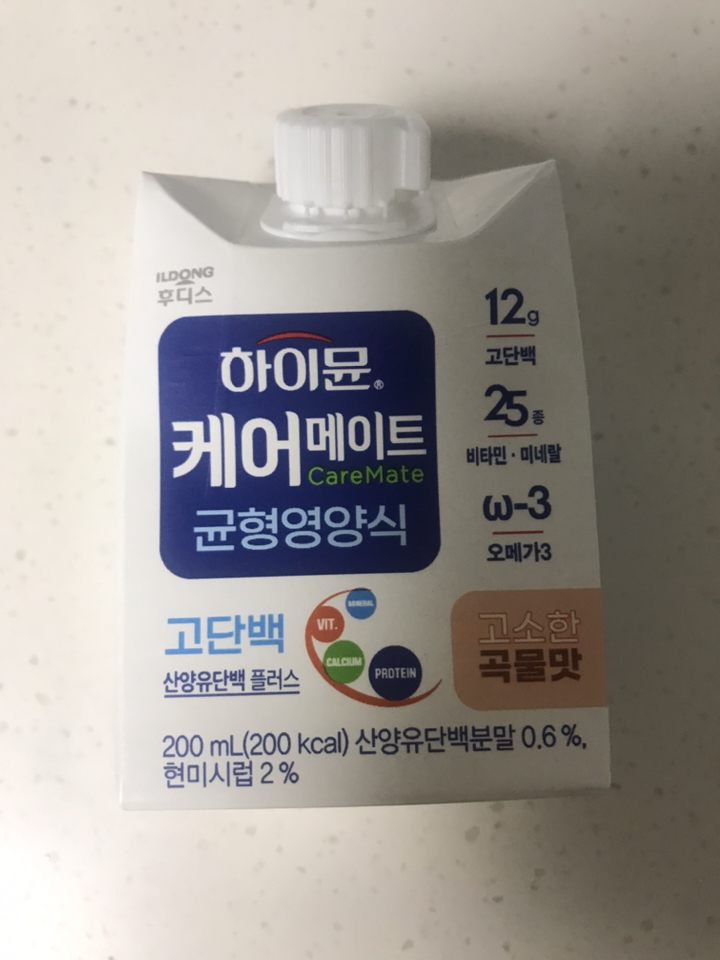 ILDONG
후디스
하이뮨®
케어메이트
CareMate
균형영양식
12g
고단백
25종
비타민·미네랄
ω-3
오메가3
고단백
산양유단백 플러스
MINERAL
VIT.
CALCIUM
PROTEIN
고소한
곡물맛
200 mL(200 kcal) 산양유단백분말 0.6 %,
현미시럽 2 %